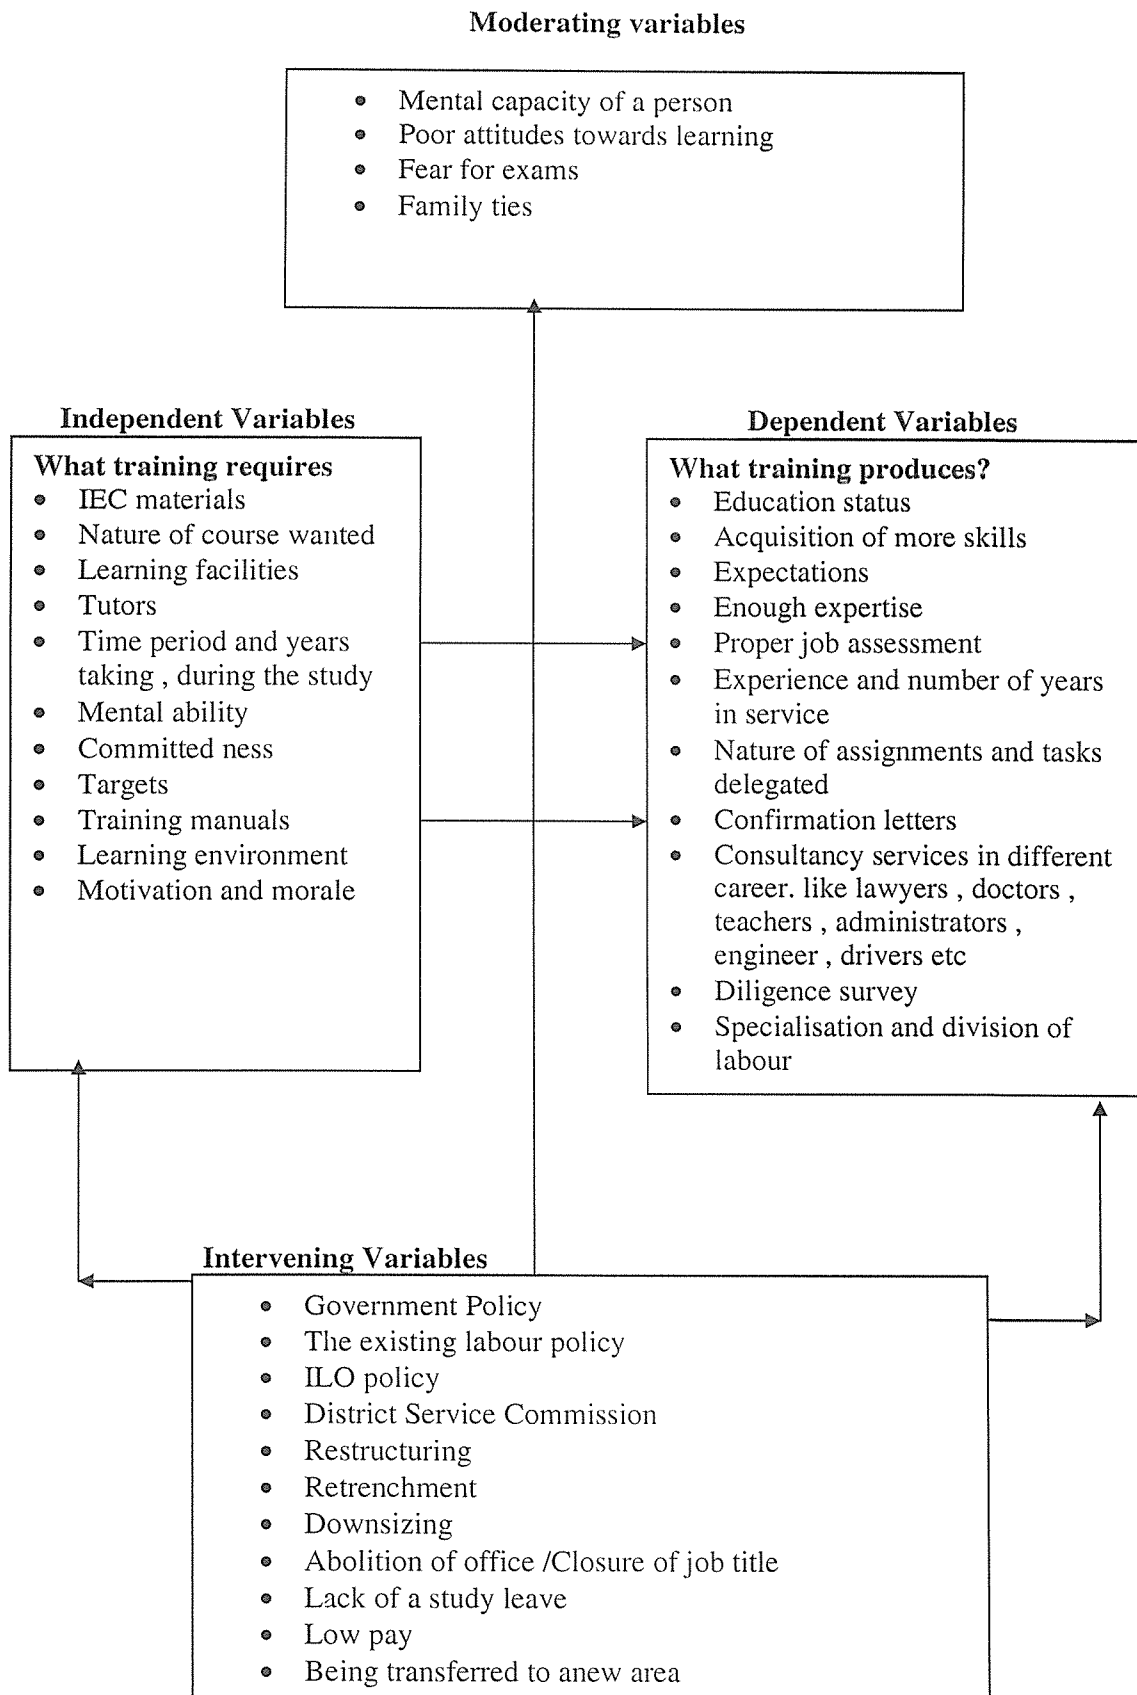 Moderating variables
• Mental capacity of a person
• Poor attitudes towards learning
• Fear for exams
• Family ties
Independent Variables
What training requires
• IEC materials
• Nature of course wanted
• Learning facilities
• Tutors
• Time period and years
taking , during the study
• Mental ability
• Committed ness
• Targets
• Training manuals
• Learning environment
• Motivation and morale
Dependent Variables
What training produces?
• Education status
• Acquisition of more skills
• Expectations
• Enough expertise
• Proper job assessment
• Experience and number of years
in service
• Nature of assignments and tasks
delegated
• Confirmation letters
• Consultancy services in different
career. like lawyers , doctors ,
teachers , administrators ,
engineer , drivers etc
• Diligence survey
• Specialisation and division of
labour
Intervening Variables
• Government Policy
• The existing labour policy
• ILO policy
• District Service Commission
• Restructuring
• Retrenchment
• Downsizing
• Abolition of office /Closure of job title
• Lack of a study leave
• Low pay
• Being transferred to anew area